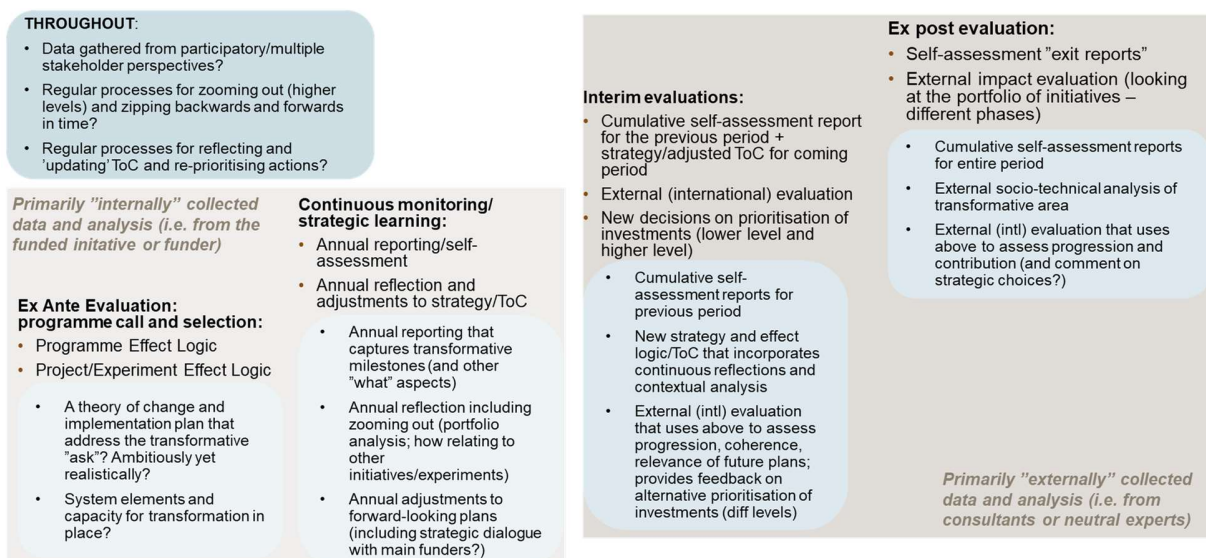 THROUGHOUT:
• Data gathered from participatory/multiple
stakeholder perspectives?
• Regular processes for zooming out (higher
levels) and zipping backwards and forwards
in time?
• Regular processes for reflecting and
’updating’ ToC and re-prioritising actions?
Primarily ”internally” collected
data and analysis (i.e. from the
funded initative or funder)
Ex Ante Evaluation:
programme call and selection:
• Programme Effect Logic
• Project/Experiment Effect Logic
• A theory of change and
implementation plan that
address the transformative
”ask”? Ambitiously yet
realistically?
• System elements and
capacity for transformation in
place?
Continuous monitoring/
strategic learning:
• Annual reporting/self-
assessment
• Annual reflection and
adjustments to strategy/ToC
• Annual reporting that
captures transformative
milestones (and other
”what” aspects)
• Annual reflection including
zooming out (portfolio
analysis; how relating to
other
initiatives/experiments)
• Annual adjustments to
forward-looking plans
(including strategic dialogue
with main funders?)
Interim evaluations:
• Cumulative self-assessment report
for the previous period +
strategy/adjusted ToC for coming
period
• External (international) evaluation
• New decisions on prioritisation of
investments (lower level and
higher level)
• Cumulative self-
assessment reports for
previous period
• New strategy and effect
logic/ToC that incorporates
continuous reflections and
contextual analysis
• External (intl) evaluation
that uses above to assess
progression, coherence,
relevance of future plans;
provides feedback on
alternative prioritisation of
investments (diff levels)
Ex post evaluation:
• Self-assessment ”exit reports”
• External impact evaluation (looking
at the portfolio of initiatives –
different phases)
• Cumulative self-assessment reports
for entire period
• External socio-technical analysis of
transformative area
• External (intl) evaluation that uses
above to assess progression and
contribution (and comment on
strategic choices?)
Primarily ”externally” collected
data and analysis (i.e. from
consultants or neutral experts)